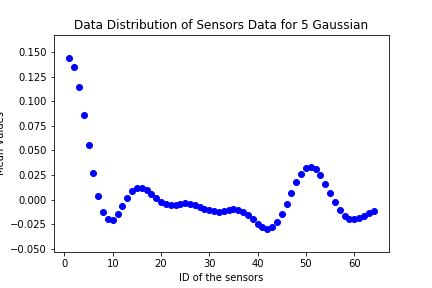 Data Distribution of Sensors Data for 5 Gaussian
0.150
0.125
0.100
0.075
0.050
0.025
0.000
−0.025
−0.050
0 10 20 30 40 50 60
ID of the sensors
Mean values